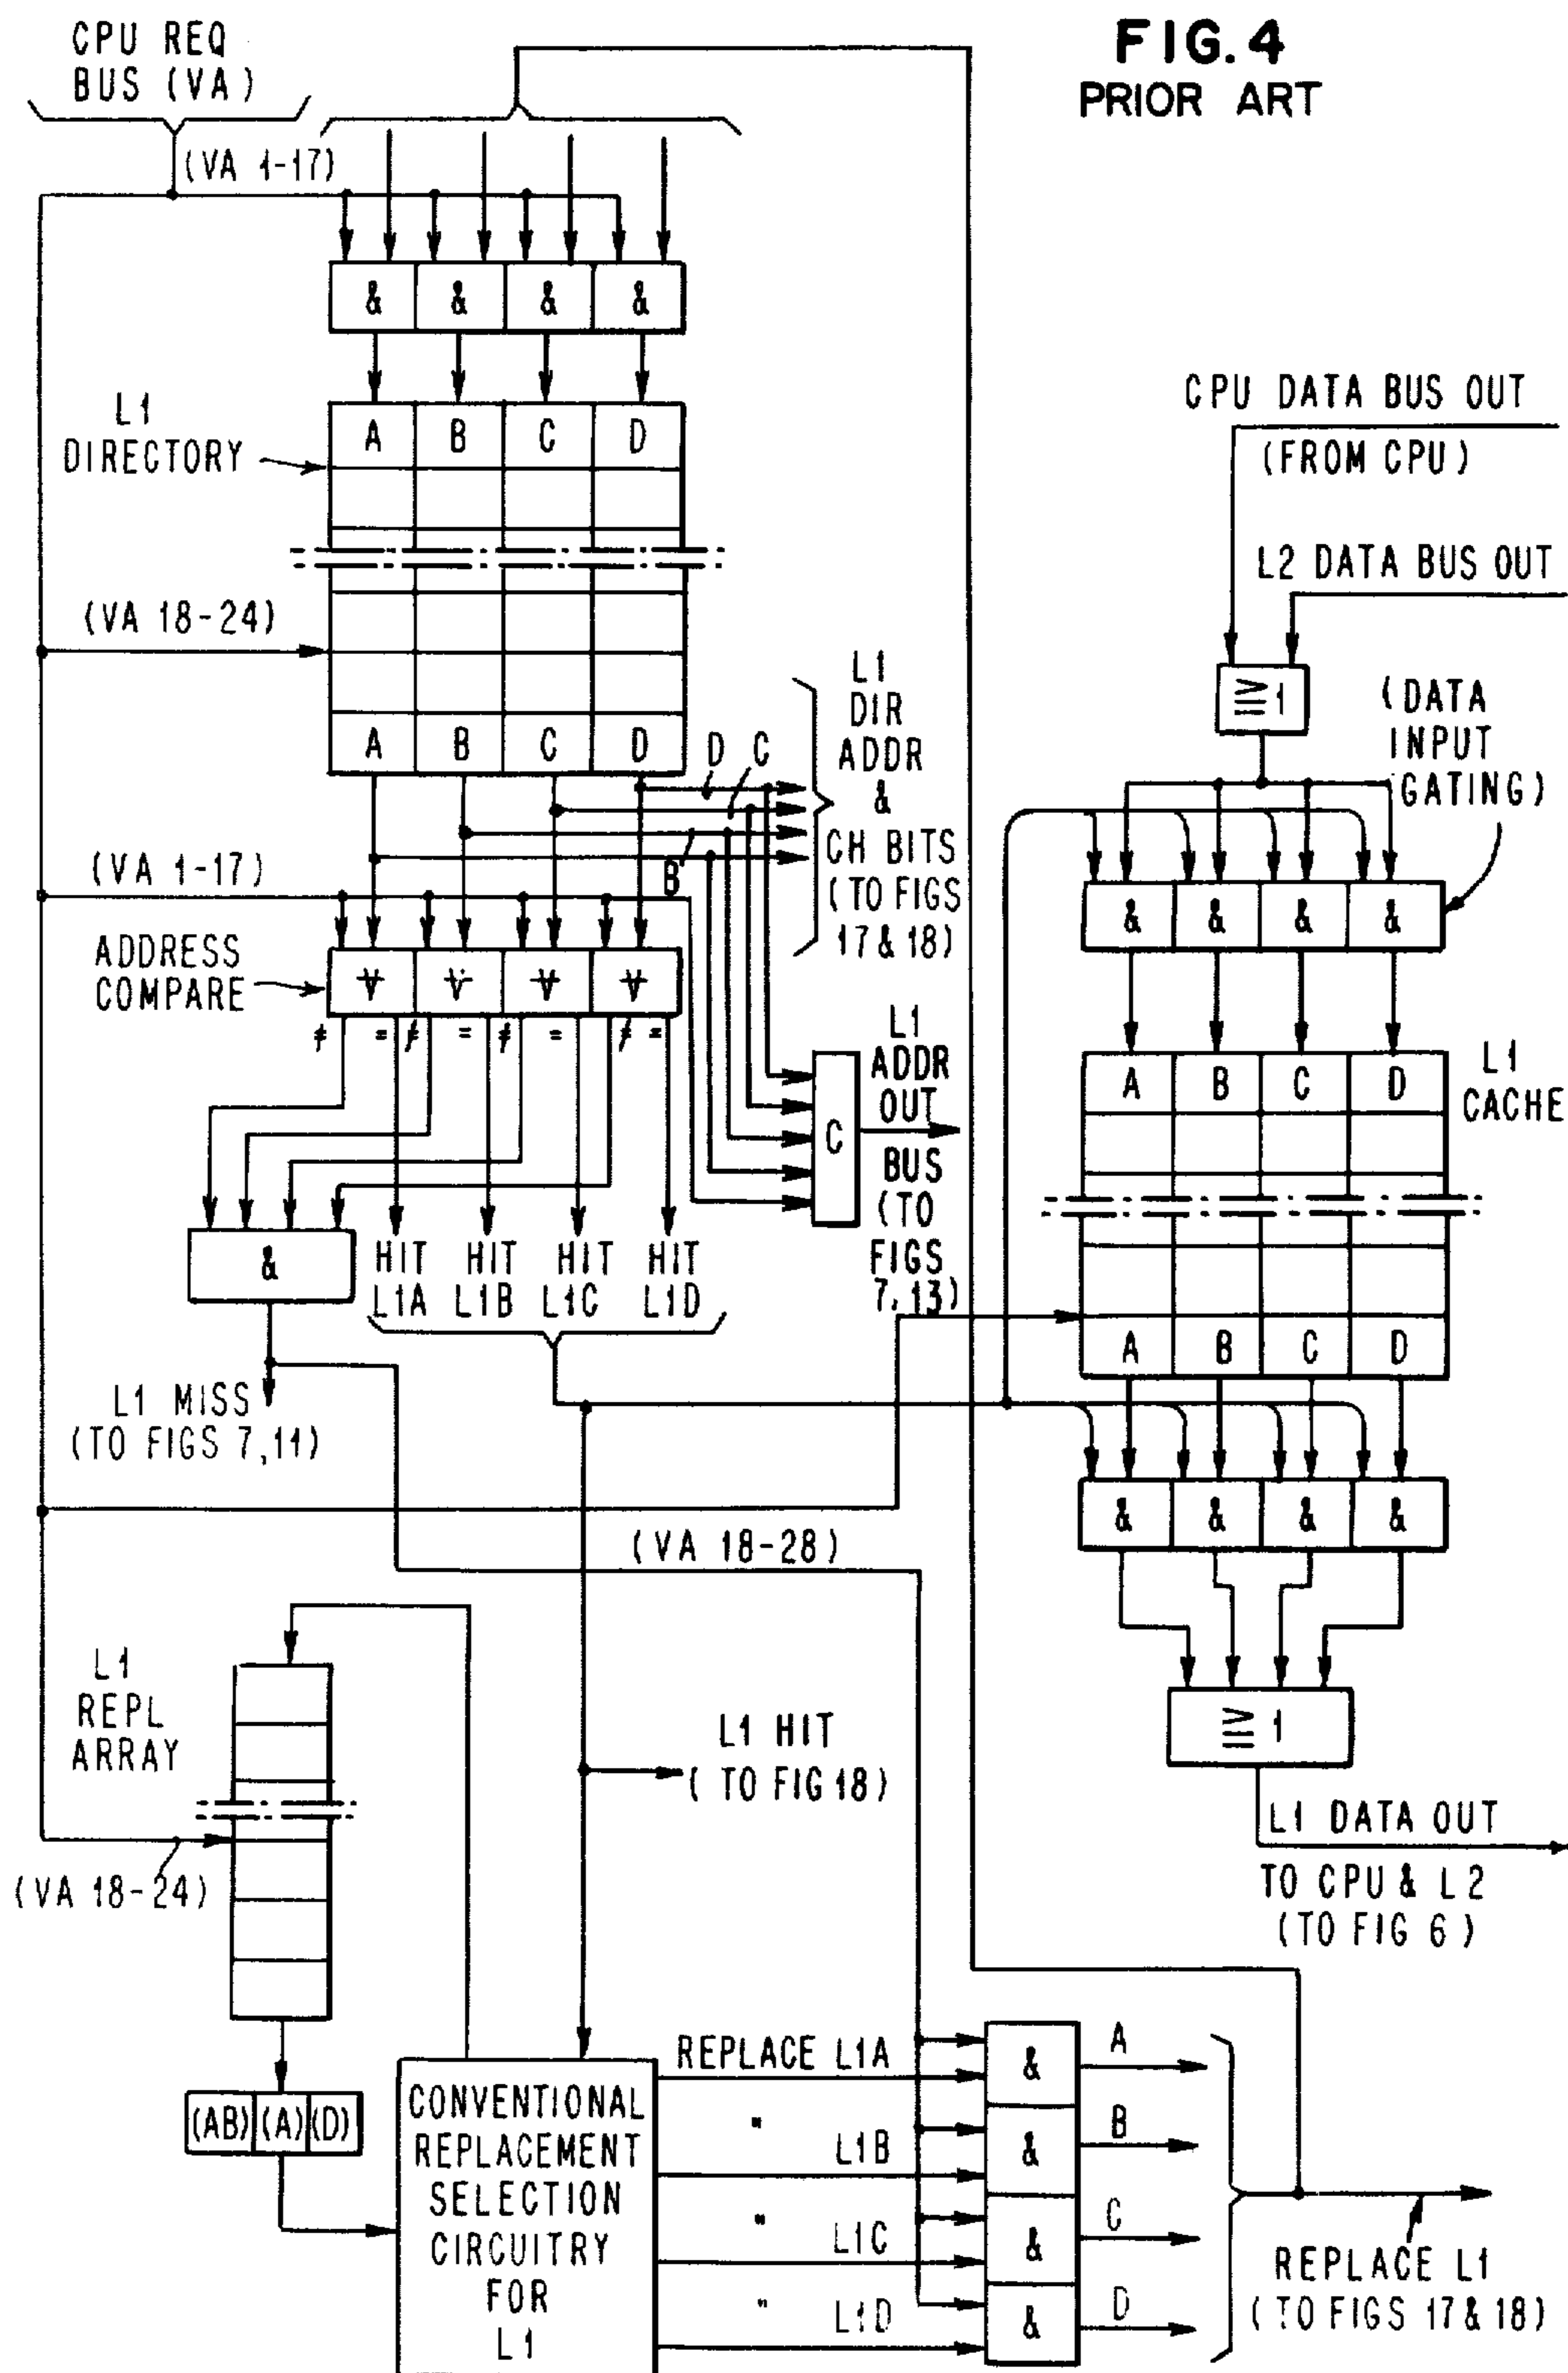 FIG. 4
PRIOR ART
CPU REQ
BUS (VA)
(VA 1-17)
& & & &
L1
DIRECTORY
A B C D
(VA 18-24)
A B C D
D C
B
L1
DIR
ADDR
&
CH BITS
(TO FIGS
17 & 18)
(VA 1-17)
ADDRESS
COMPARE
∀ ∀ ∀ ∀
≠ = ≠ = ≠ = ≠ =
&
HIT HIT HIT HIT
L1A L1B L1C L1D
C
L1
ADDR
OUT
BUS
(TO
FIGS
7, 13)
L1 MISS
(TO FIGS 7, 11)
CPU DATA BUS OUT
(FROM CPU)
L2 DATA BUS OUT
≧ 1
(DATA
INPUT
GATING)
& & & &
A B C D
L1
CACHE
A B C D
& & & &
≧ 1
L1 DATA OUT
TO CPU & L2
(TO FIG 6)
(VA 18-28)
L1
REPL
ARRAY
(VA 18-24)
L1 HIT
(TO FIG 18)
(AB) (A) (D)
CONVENTIONAL
REPLACEMENT
SELECTION
CIRCUITRY
FOR
L1
REPLACE L1A
" L1B
" L1C
" L1D
& A
& B
& C
& D
REPLACE L1
(TO FIGS 17 & 18)